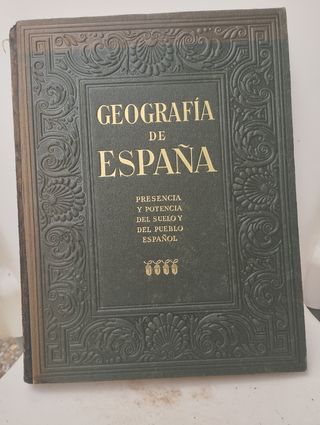 GEOGRAFÍA
DE
ESPAÑA
PRESENCIA
Y POTENCIA
DEL SUELO Y
DEL PUEBLO
ESPAÑOL